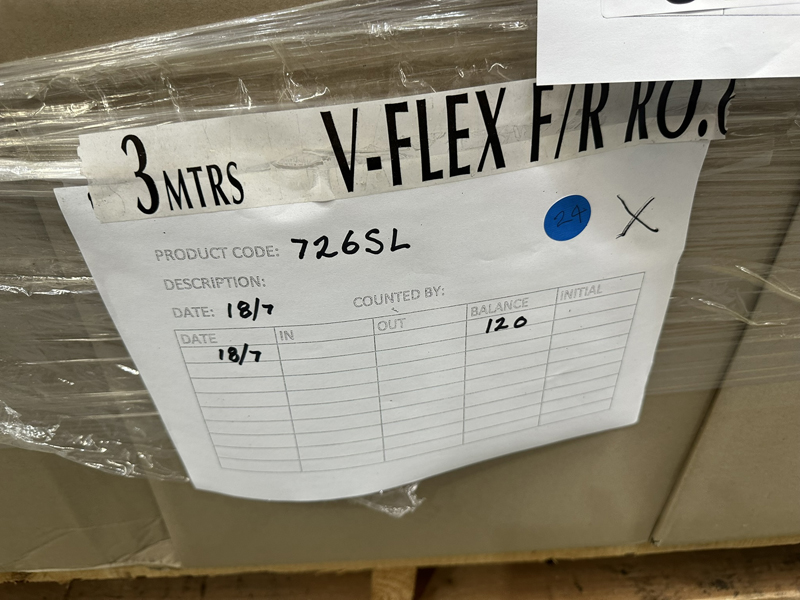 3 MTRS V-FLEX F/R RO.
24 X
PRODUCT CODE: 726SL
DESCRIPTION:
DATE: 18/7 COUNTED BY:
DATE IN OUT BALANCE INITIAL
18/7 120